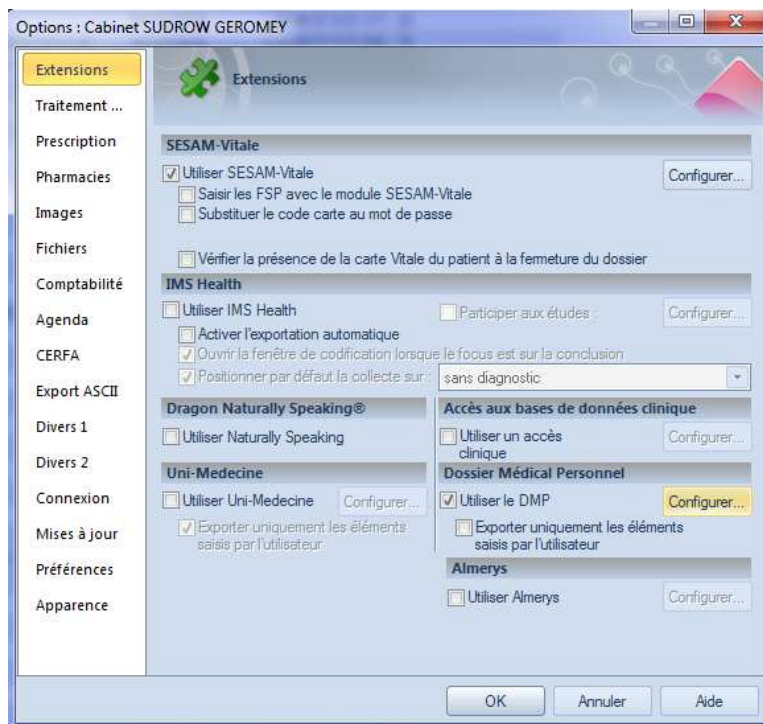 Options : Cabinet SUDROW GEROMEY
Extensions
Traitement ...
Prescription
Pharmacies
Images
Fichiers
Comptabilité
Agenda
CERFA
Export ASCII
Divers 1
Divers 2
Connexion
Mises à jour
Préférences
Apparence
Extensions
SESAM-Vitale
Utiliser SESAM-Vitale Configurer...
Saisir les FSP avec le module SESAM-Vitale
Substituer le code carte au mot de passe
Vérifier la présence de la carte Vitale du patient à la fermeture du dossier
IMS Health
Utiliser IMS Health Participer aux études : Configurer...
Activer l'exportation automatique
Ouvrir la fenêtre de codification lorsque le focus est sur la conclusion
Positionner par défaut la collecte sur : sans diagnostic
Dragon Naturally Speaking®
Utiliser Naturally Speaking
Accès aux bases de données clinique
Utiliser un accès
clinique
Configurer...
Uni-Medecine
Utiliser Uni-Medecine Configurer...
Exporter uniquement les éléments
saisis par l'utilisateur
Dossier Médical Personnel
Utiliser le DMP Configurer...
Exporter uniquement les éléments
saisis par l'utilisateur
Almerys
Utiliser Almerys Configurer...
OK Annuler Aide